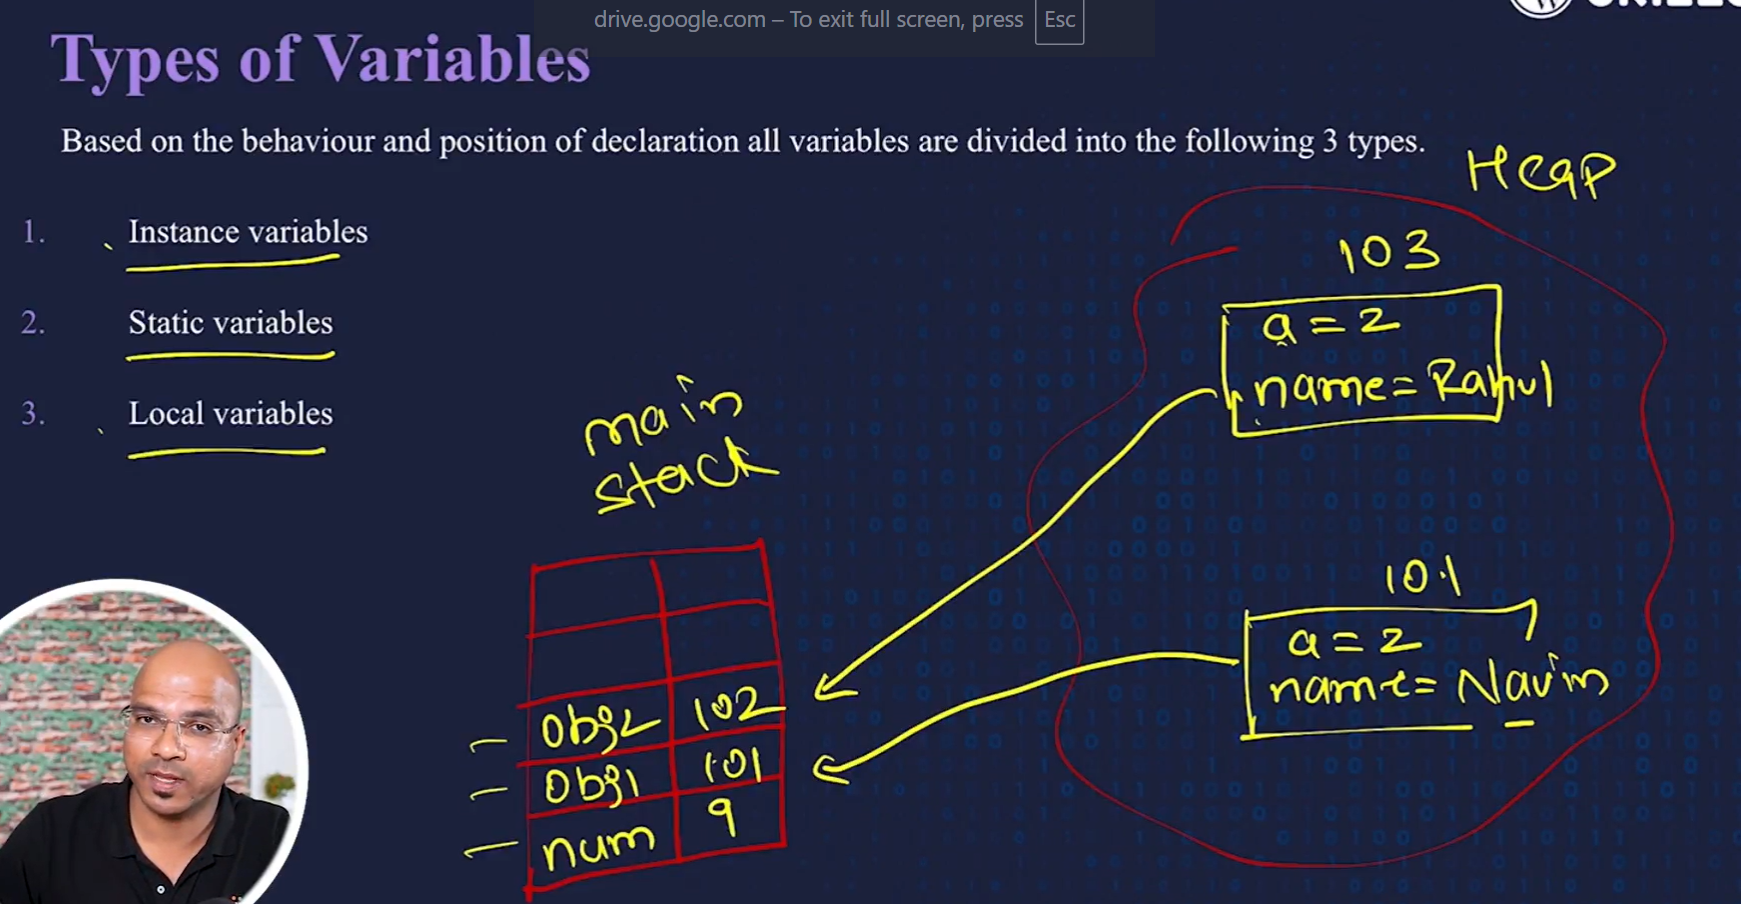 drive.google.com – To exit full screen, press Esc
Types of Variables
Based on the behaviour and position of declaration all variables are divided into the following 3 types.
1. Instance variables
2. Static variables
3. Local variables
Heap
103
a = 2
name = Rahul
101
a = 2
name = Navin
main
stack
obj2 102
obj1 101
num 9